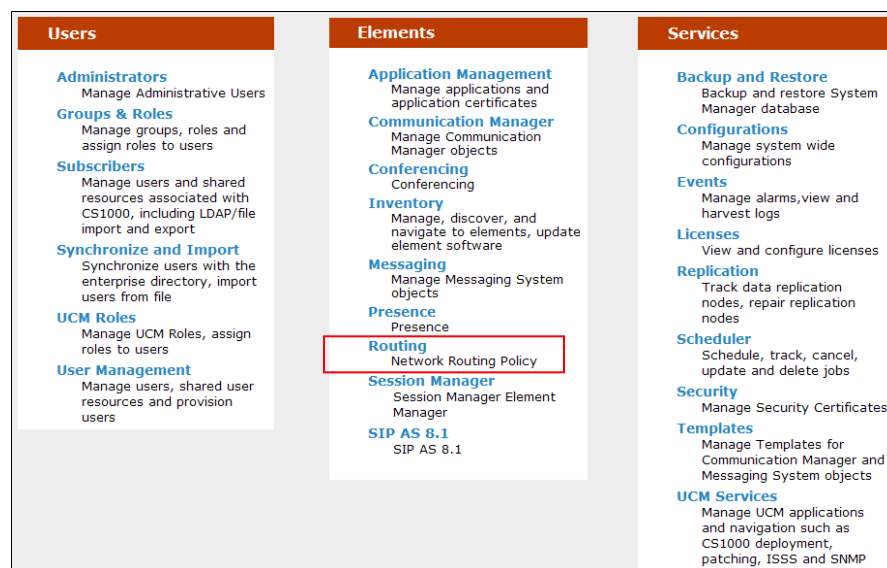 Users
Administrators
Manage Administrative Users
Groups & Roles
Manage groups, roles and
assign roles to users
Subscribers
Manage users and shared
resources associated with
CS1000, including LDAP/file
import and export
Synchronize and Import
Synchronize users with the
enterprise directory, import
users from file
UCM Roles
Manage UCM Roles, assign
roles to users
User Management
Manage users, shared user
resources and provision
users
Elements
Application Management
Manage applications and
application certificates
Communication Manager
Manage Communication
Manager objects
Conferencing
Conferencing
Inventory
Manage, discover, and
navigate to elements, update
element software
Messaging
Manage Messaging System
objects
Presence
Presence
Routing
Network Routing Policy
Session Manager
Session Manager Element
Manager
SIP AS 8.1
SIP AS 8.1
Services
Backup and Restore
Backup and restore System
Manager database
Configurations
Manage system wide
configurations
Events
Manage alarms,view and
harvest logs
Licenses
View and configure licenses
Replication
Track data replication
nodes, repair replication
nodes
Scheduler
Schedule, track, cancel,
update and delete jobs
Security
Manage Security Certificates
Templates
Manage Templates for
Communication Manager and
Messaging System objects
UCM Services
Manage UCM applications
and navigation such as
CS1000 deployment,
patching, ISSS and SNMP